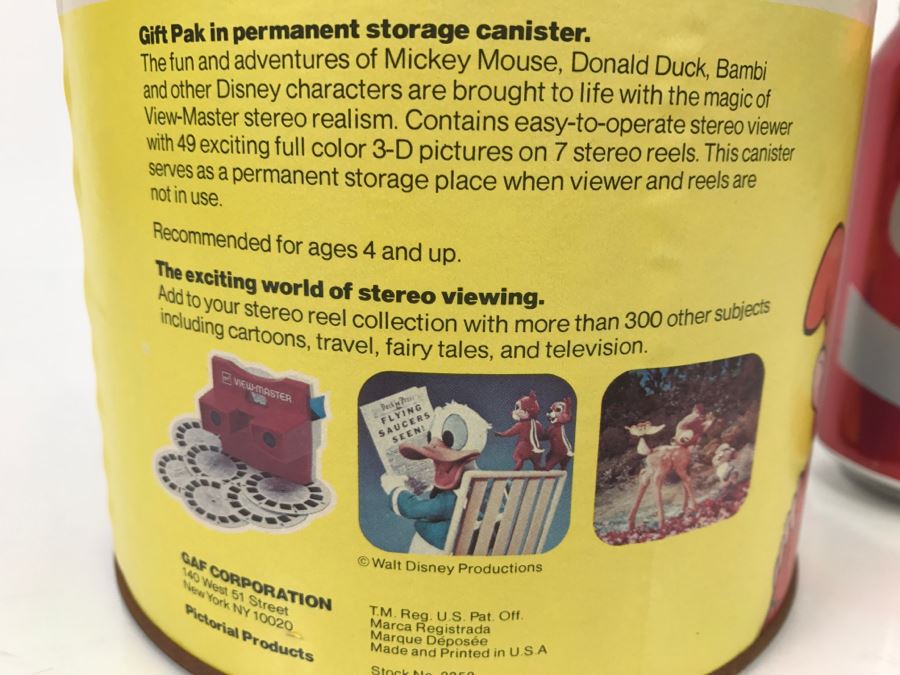 Gift Pak in permanent storage canister.
The fun and adventures of Mickey Mouse, Donald Duck, Bambi
and other Disney characters are brought to life with the magic of
View-Master stereo realism. Contains easy-to-operate stereo viewer
with 49 exciting full color 3-D pictures on 7 stereo reels. This canister
serves as a permanent storage place when viewer and reels are
not in use.
Recommended for ages 4 and up.
The exciting world of stereo viewing.
Add to your stereo reel collection with more than 300 other subjects
including cartoons, travel, fairy tales, and television.
VIEW-MASTER
FLYING
SAUCERS
SEEN!
© Walt Disney Productions
GAF CORPORATION
140 West 51 Street
New York NY 10020
Pictorial Products
T.M. Reg. U.S. Pat. Off.
Marca Registrada
Marque Déposée
Made and Printed in U.S.A
Stock No.